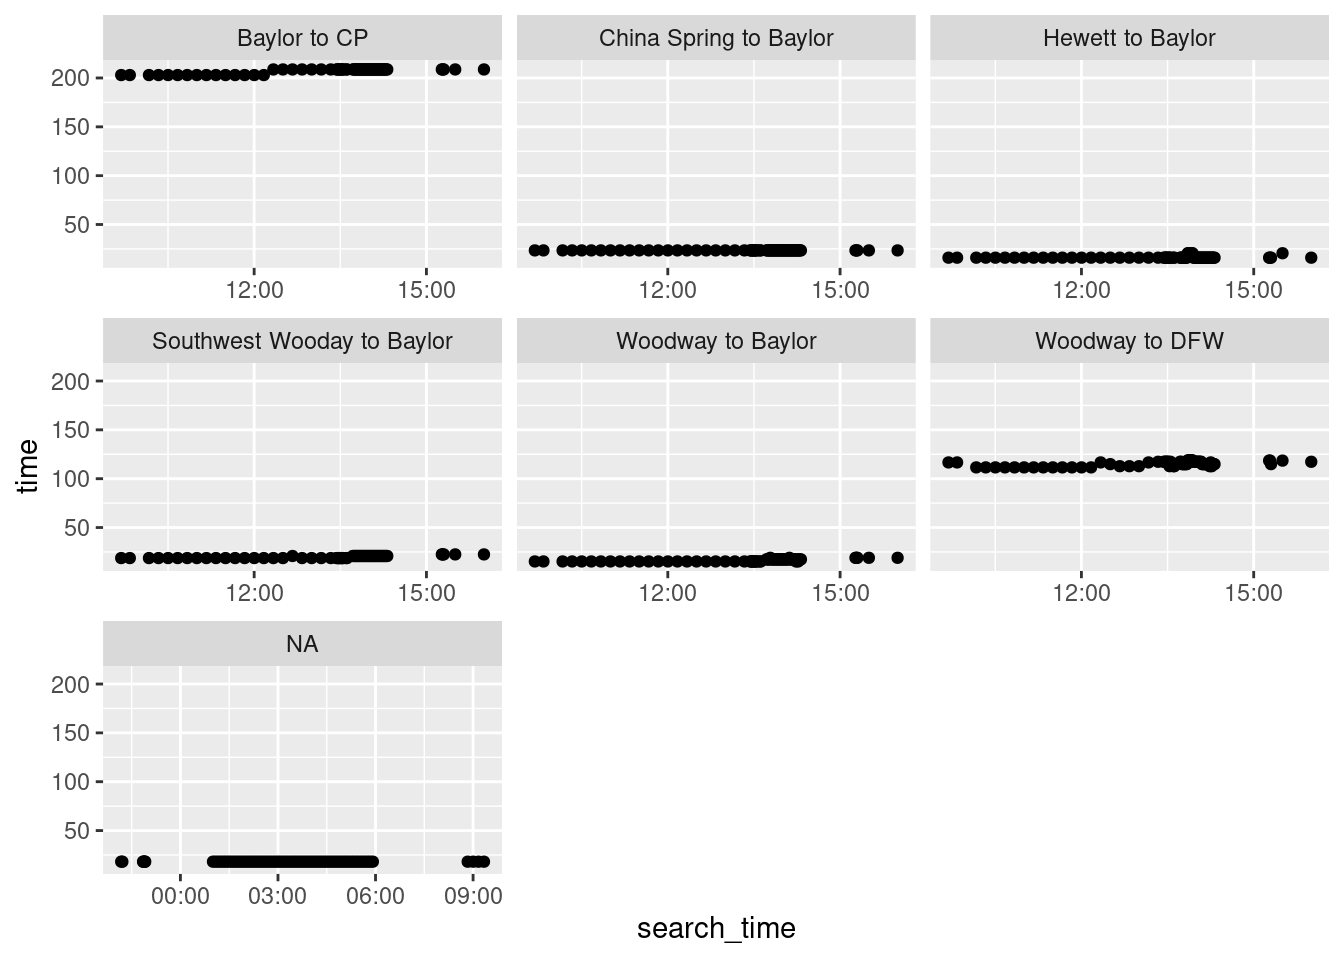 Baylor to CP
China Spring to Baylor
Hewett to Baylor
200
150
100
50
12:00 15:00
12:00 15:00
12:00 15:00
Southwest Wooday to Baylor
Woodway to Baylor
Woodway to DFW
time
200
150
100
50
12:00 15:00
12:00 15:00
12:00 15:00
NA
200
150
100
50
00:00 03:00 06:00 09:00
search_time